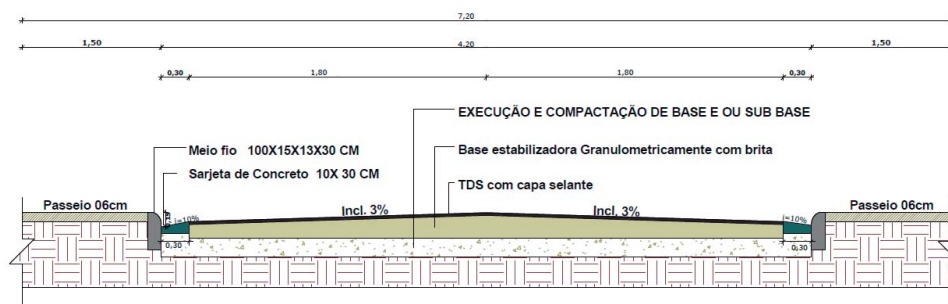 7,20
1,50
4,20
1,50
0,30
1,80
1,80
0,30
EXECUÇÃO E COMPACTAÇÃO DE BASE E OU SUB BASE
Meio fio 100X15X13X30 CM
Base estabilizadora Granulometricamente com brita
Sarjeta de Concreto 10X 30 CM
TDS com capa selante
Passeio 06cm
i=10%
Incl. 3%
Incl. 3%
i=10%
Passeio 06cm
0,30
0,30